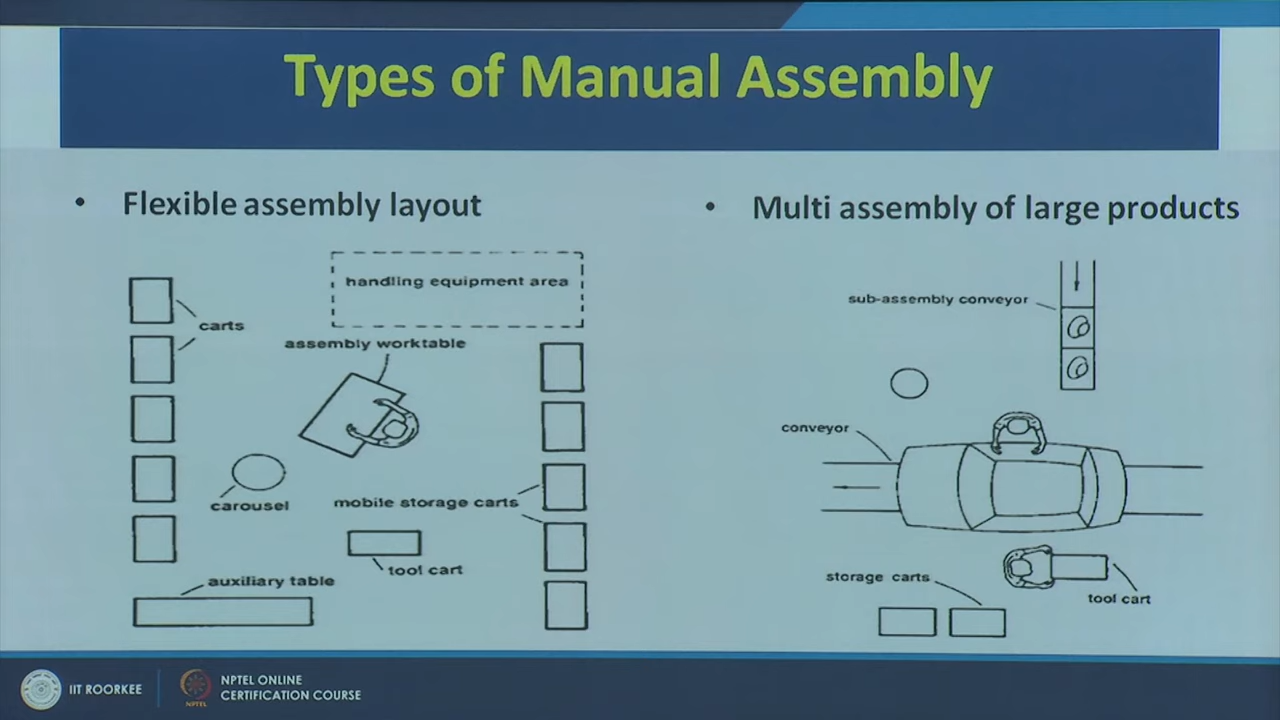 Types of Manual Assembly
• Flexible assembly layout
handling equipment area
carts
assembly worktable
carousel
mobile storage carts
tool cart
auxiliary table
• Multi assembly of large products
sub-assembly conveyor
conveyor
storage carts
tool cart
IIT ROORKEE
NPTEL
NPTEL ONLINE
CERTIFICATION COURSE